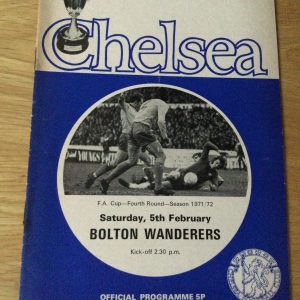 Chelsea
F.A. Cup—Fourth Round—Season 1971/72
Saturday, 5th February
BOLTON WANDERERS
Kick-off 2.30 p.m.
OFFICIAL PROGRAMME 5P